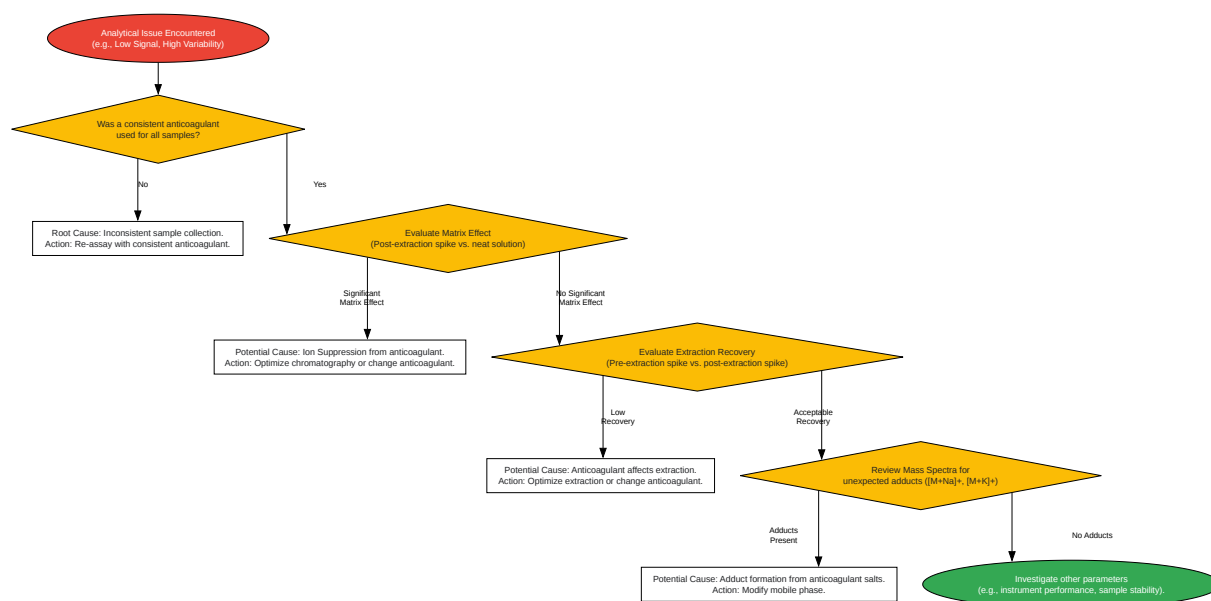 Analytical Issue Encountered
(e.g., Low Signal, High Variability)
Was a consistent anticoagulant
used for all samples?
No
Yes
Root Cause: Inconsistent sample collection.
Action: Re-assay with consistent anticoagulant.
Evaluate Matrix Effect
(Post-extraction spike vs. neat solution)
Significant
Matrix Effect
No Significant
Matrix Effect
Potential Cause: Ion Suppression from anticoagulant.
Action: Optimize chromatography or change anticoagulant.
Evaluate Extraction Recovery
(Pre-extraction spike vs. post-extraction spike)
Low
Recovery
Acceptable
Recovery
Potential Cause: Anticoagulant affects extraction.
Action: Optimize extraction or change anticoagulant.
Review Mass Spectra for
unexpected adducts ([M+Na]+, [M+K]+)
Adducts
Present
No Adducts
Potential Cause: Adduct formation from anticoagulant salts.
Action: Modify mobile phase.
Investigate other parameters
(e.g., instrument performance, sample stability).